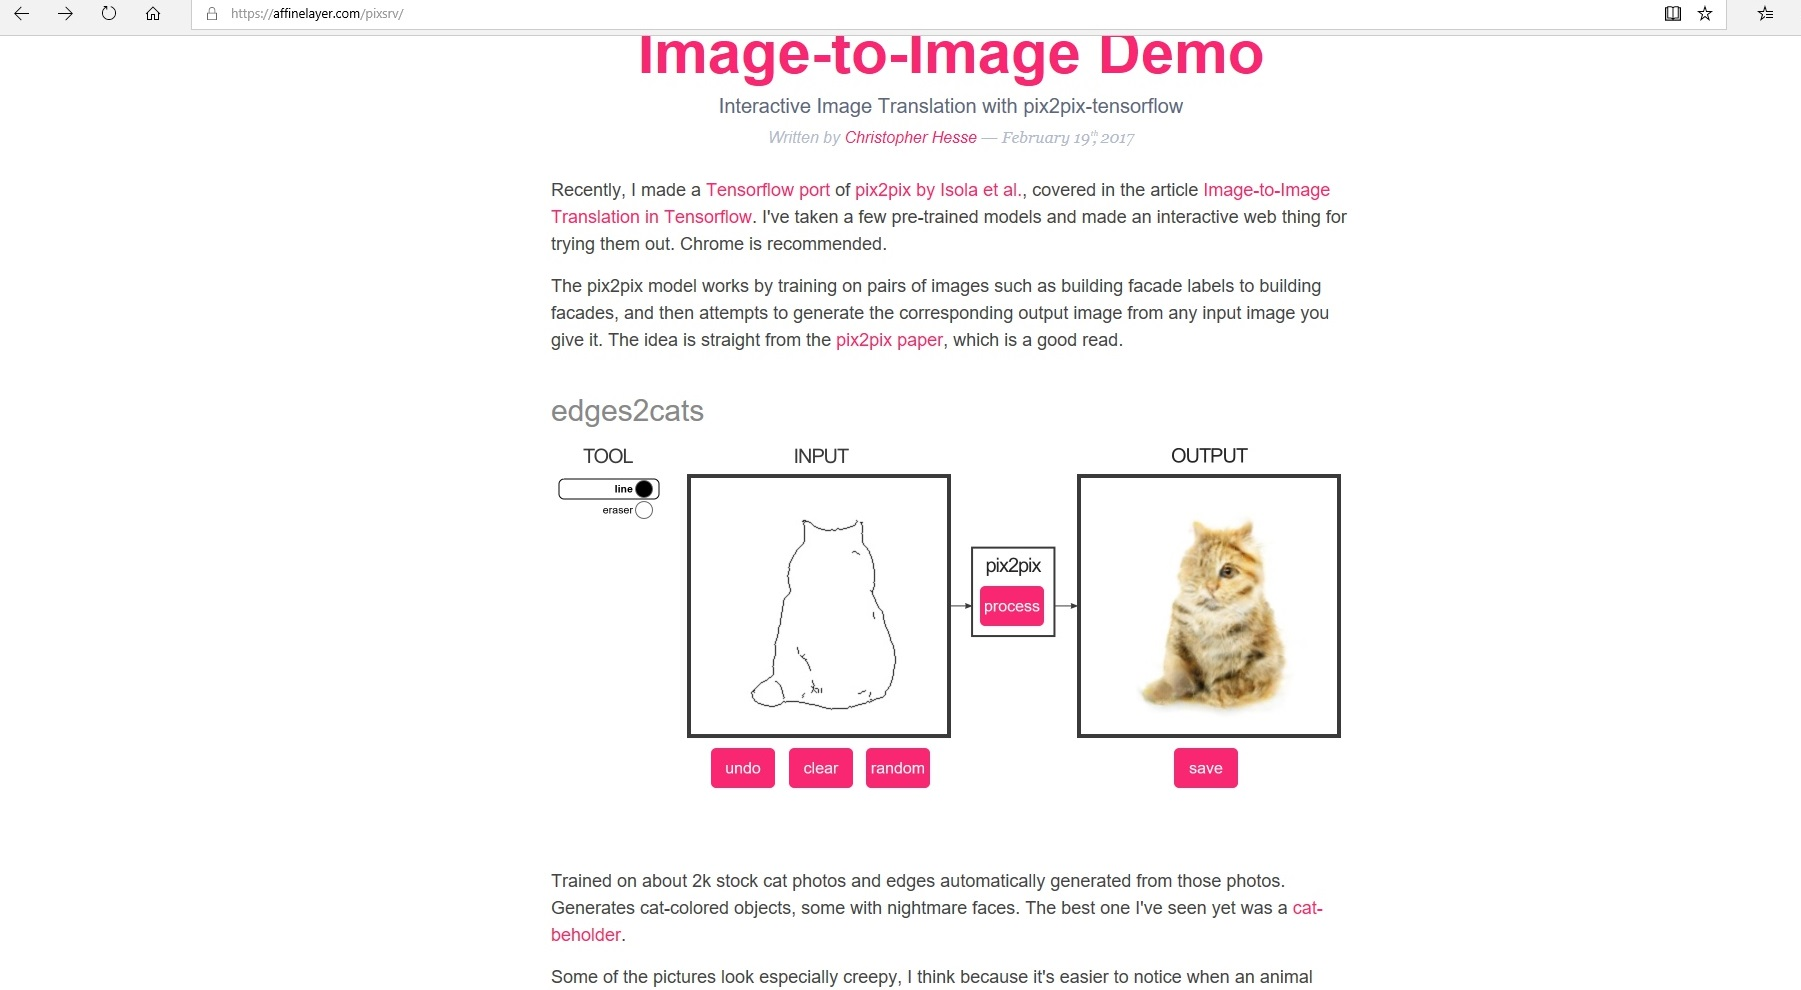 https://affinelayer.com/pixsrv/
Image-to-Image Demo
Interactive Image Translation with pix2pix-tensorflow
Written by Christopher Hesse — February 19th, 2017
Recently, I made a Tensorflow port of pix2pix by Isola et al., covered in the article Image-to-Image
Translation in Tensorflow. I've taken a few pre-trained models and made an interactive web thing for
trying them out. Chrome is recommended.
The pix2pix model works by training on pairs of images such as building facade labels to building
facades, and then attempts to generate the corresponding output image from any input image you
give it. The idea is straight from the pix2pix paper, which is a good read.
edges2cats
TOOL
line
eraser
INPUT
undo
clear
random
pix2pix
process
OUTPUT
save
Trained on about 2k stock cat photos and edges automatically generated from those photos.
Generates cat-colored objects, some with nightmare faces. The best one I've seen yet was a cat-
beholder.
Some of the pictures look especially creepy, I think because it's easier to notice when an animal